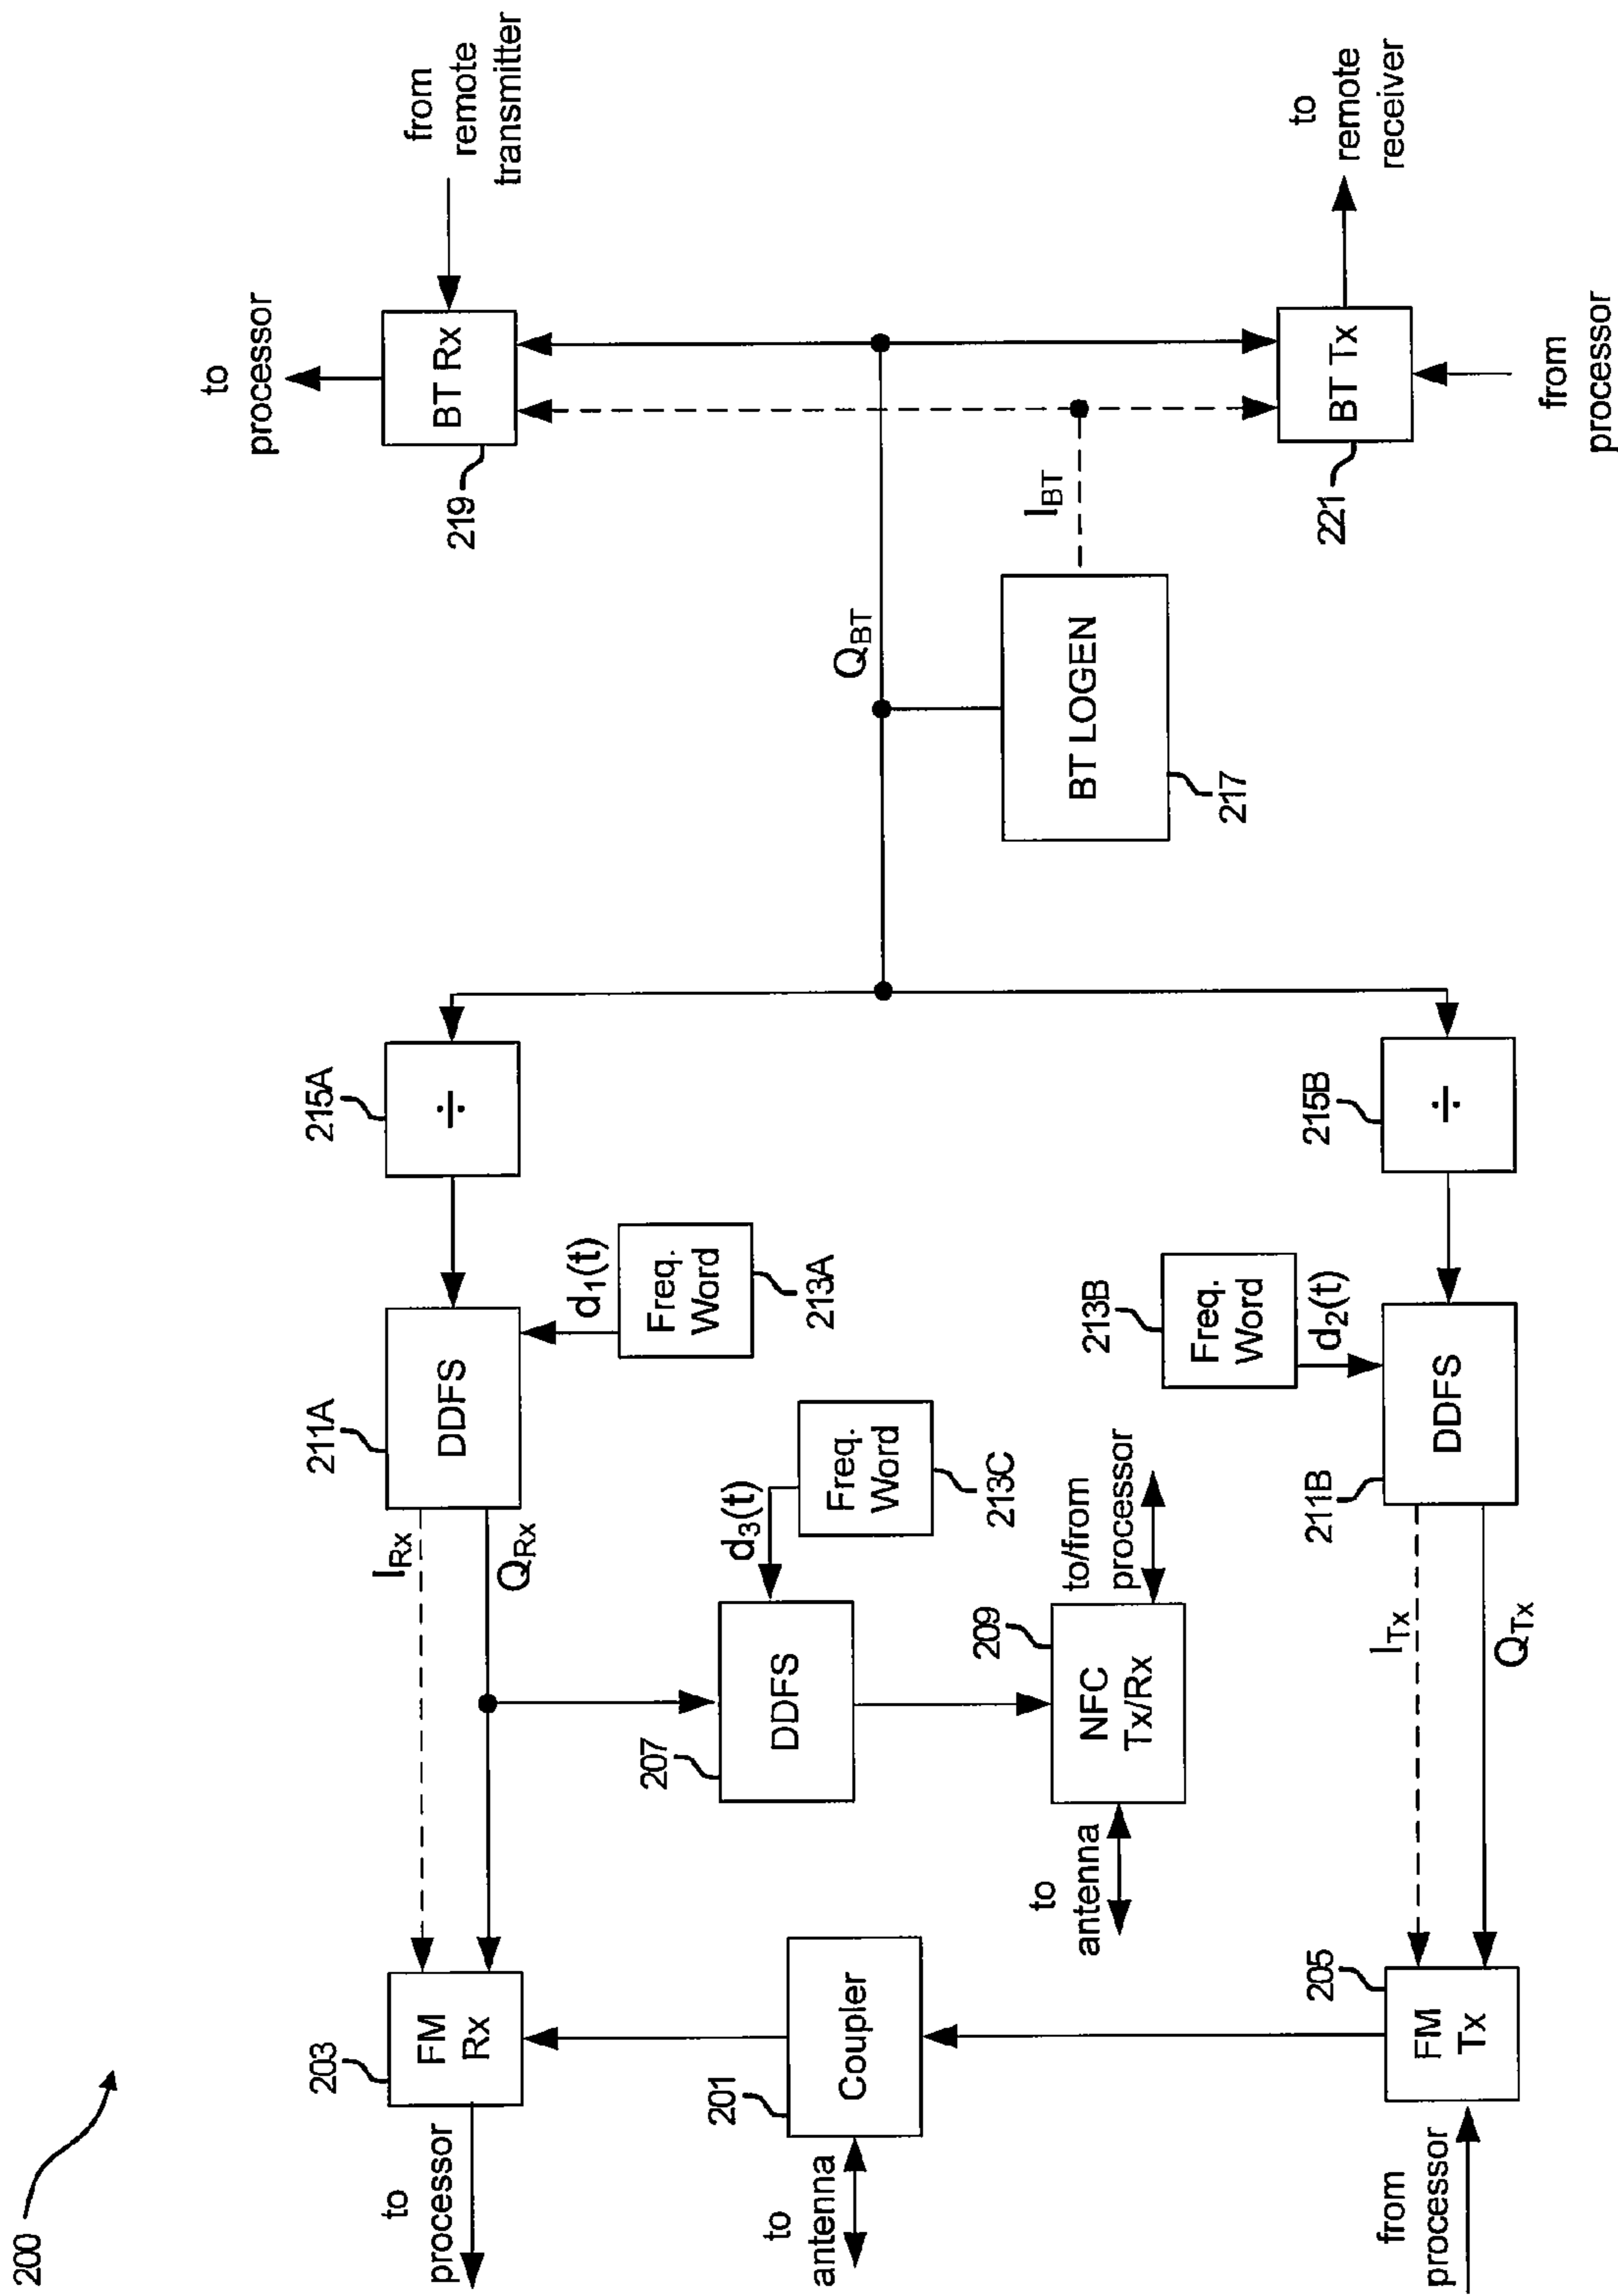 200
to
processor
203
FM
Rx
I_Rx
Q_Rx
211A
DDFS
215A
÷
d_1(t)
Freq.
Word
213A
to
processor
BT Rx
219
from
remote
transmitter
to
antenna
201
Coupler
207
DDFS
d_3(t)
Freq.
Word
213C
to
antenna
209
NFC
Tx/Rx
to/from
processor
Q_BT
BT LOGEN
217
I_BT
from
processor
205
FM
Tx
I_Tx
Q_Tx
211B
DDFS
213B
Freq.
Word
d_2(t)
215B
÷
221
BT Tx
to
remote
receiver
from
processor